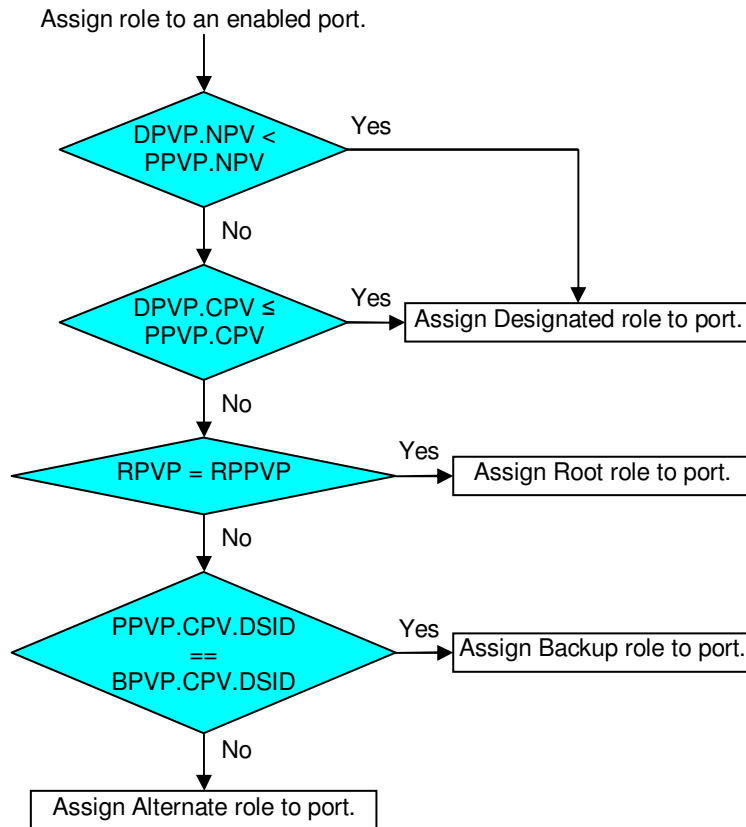 Assign role to an enabled port.
DPVP.NPV <
PPVP.NPV
Yes
No
DPVP.CPV ≤
PPVP.CPV
Yes
Assign Designated role to port.
No
RPVP = RPPVP
Yes
Assign Root role to port.
No
PPVP.CPV.DSID
==
BPVP.CPV.DSID
Yes
Assign Backup role to port.
No
Assign Alternate role to port.